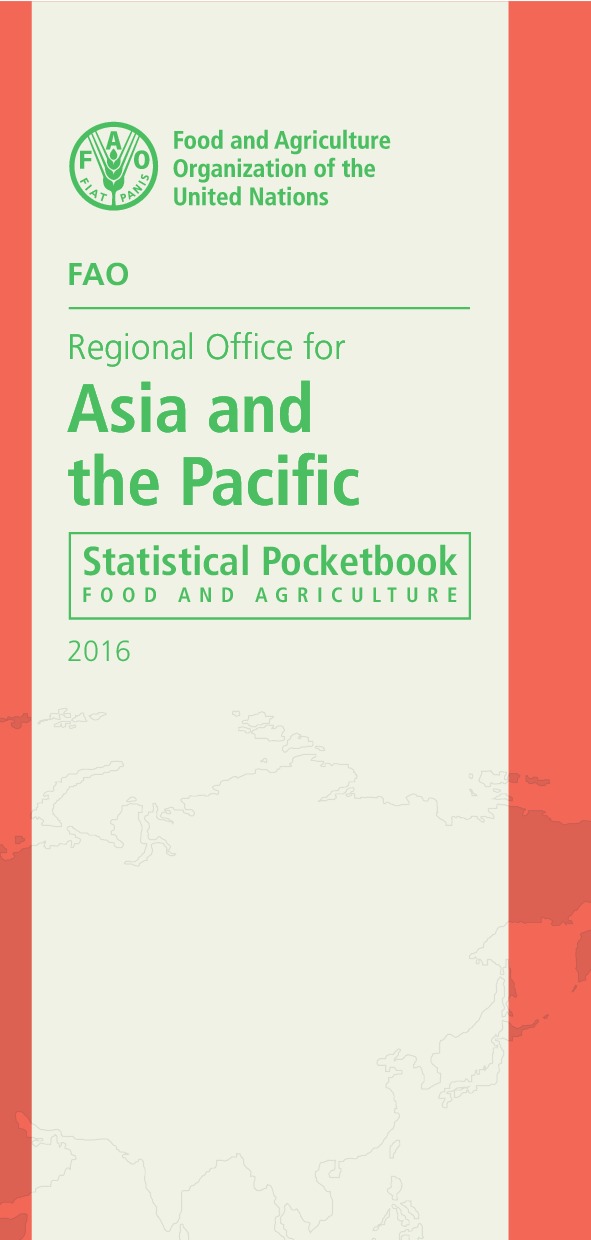 F A O
FIAT PANIS
Food and Agriculture
Organization of the
United Nations
FAO
Regional Office for
Asia and
the Pacific
Statistical Pocketbook
FOOD AND AGRICULTURE
2016